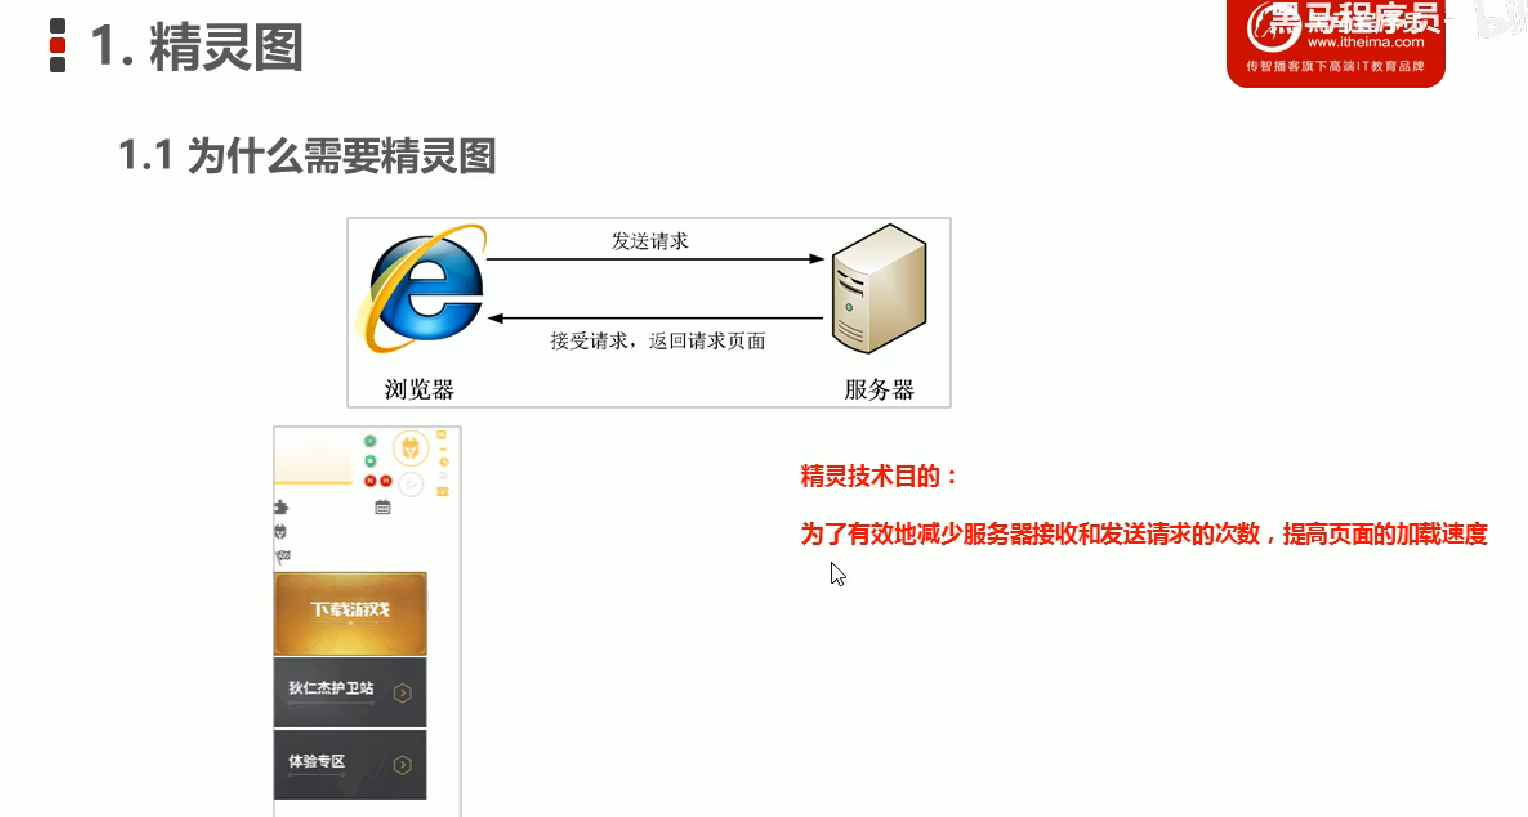 1. 精灵图
黑马程序员
www.itheima.com
传智播客旗下高端IT教育品牌
1.1 为什么需要精灵图
发送请求
接受请求，返回请求页面
浏览器
服务器
精灵技术目的：
为了有效地减少服务器接收和发送请求的次数，提高页面的加载速度
下载游戏
狄仁杰护卫站
体验专区